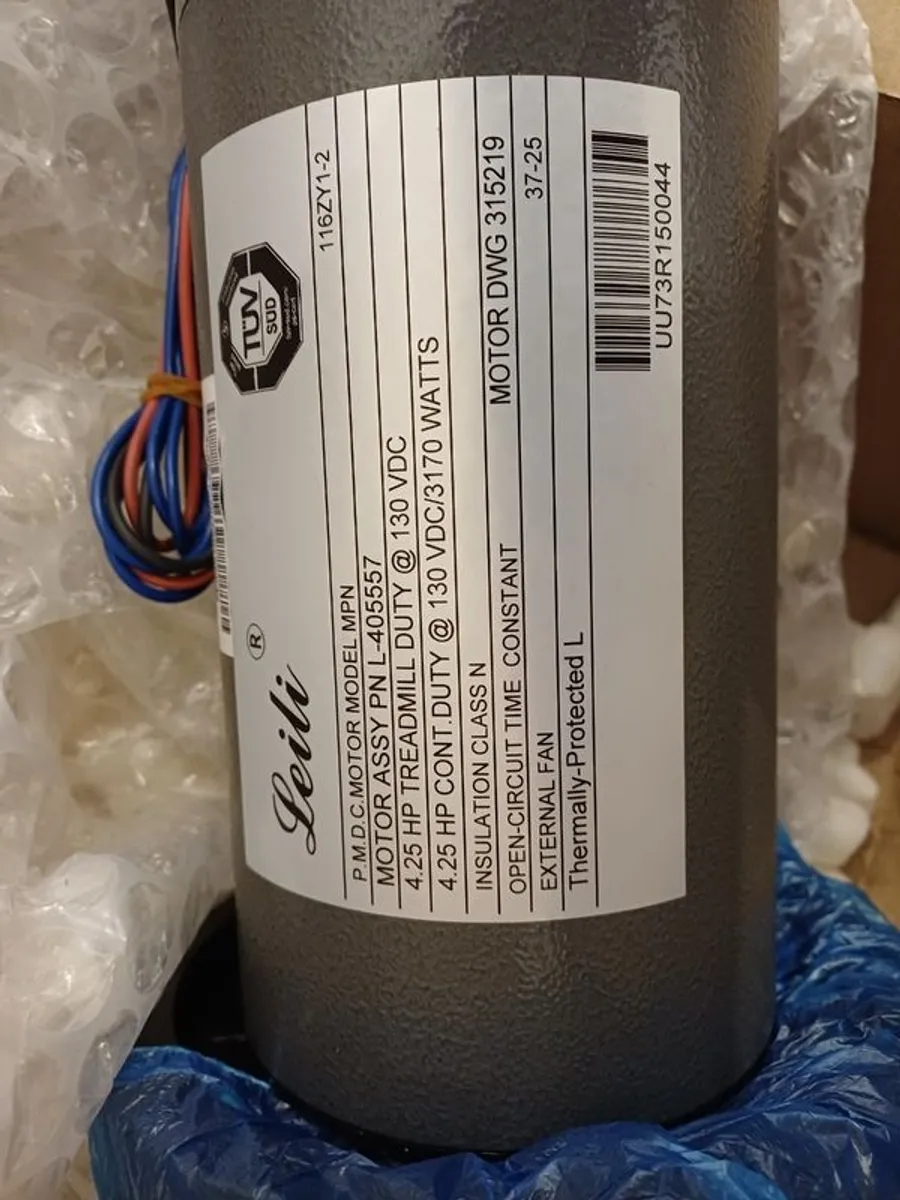 Leili ®
TÜV
SÜD
116ZY1-2
P.M.D.C.MOTOR MODEL MPN
MOTOR ASSY PN L-405557
4.25 HP TREADMILL DUTY @ 130 VDC
4.25 HP CONT.DUTY @ 130 VDC/3170 WATTS
INSULATION CLASS N
MOTOR DWG 315219
OPEN-CIRCUIT TIME CONSTANT
37-25
EXTERNAL FAN
Thermally-Protected L
UU73R150044